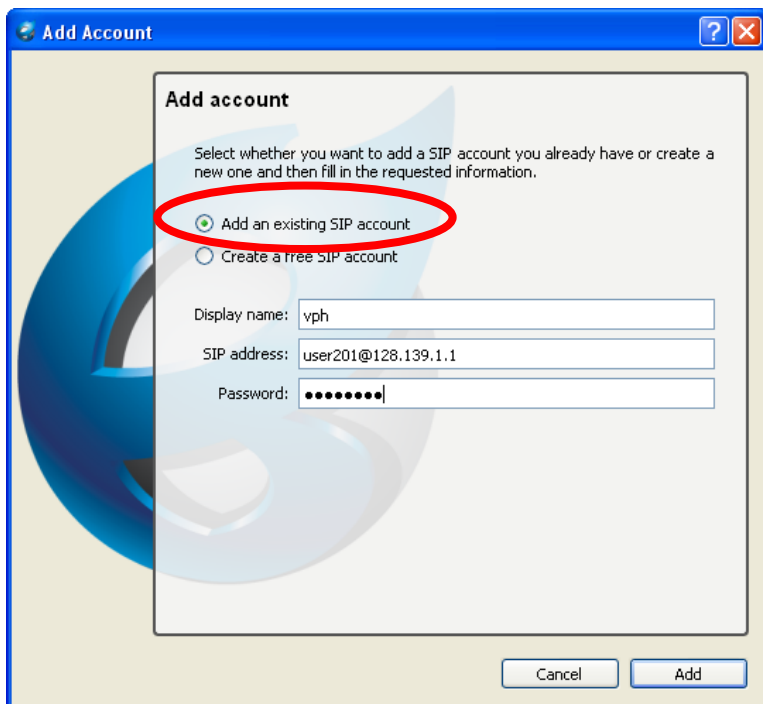 Add Account
Add account
Select whether you want to add a SIP account you already have or create a
new one and then fill in the requested information.
Add an existing SIP account
Create a free SIP account
Display name: vph
SIP address: user201@128.139.1.1
Password: ●●●●●●●●
Cancel Add